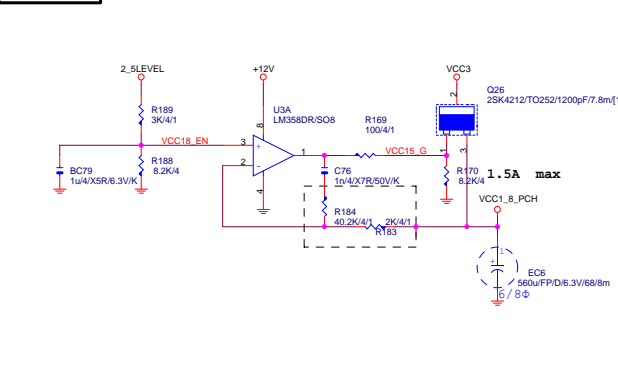 2_5LEVEL
+12V
VCC3
R189
3K/4/1
U3A
LM358DR/SO8
8
Q26
2SK4212/TO252/1200pF/7.8m/[1
2
R169
100/4/1
VCC18_EN
3
+
1
VCC15_G
1
3
2
-
BC79
1u/4/X5R/6.3V/K
R188
8.2K/4
4
C76
1n/4/X7R/50V/K
R170
8.2K/4
1.5A max
VCC1_8_PCH
R184
40.2K/4/1
2K/4/1
R183
1
+
EC6
560u/FP/D/6.3V/68/8m
6/8Φ